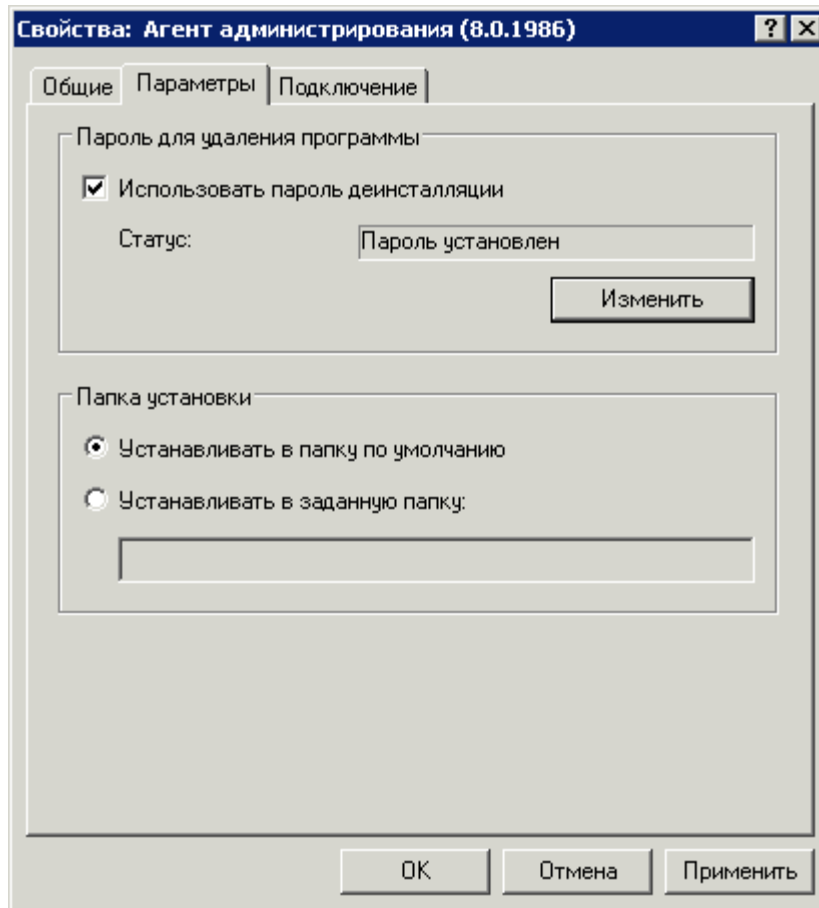 Свойства: Агент администрирования (8.0.1986)
Общие Параметры Подключение
Пароль для удаления программы
Использовать пароль деинсталляции
Статус: Пароль установлен
Изменить
Папка установки
Устанавливать в папку по умолчанию
Устанавливать в заданную папку:
ОК Отмена Применить